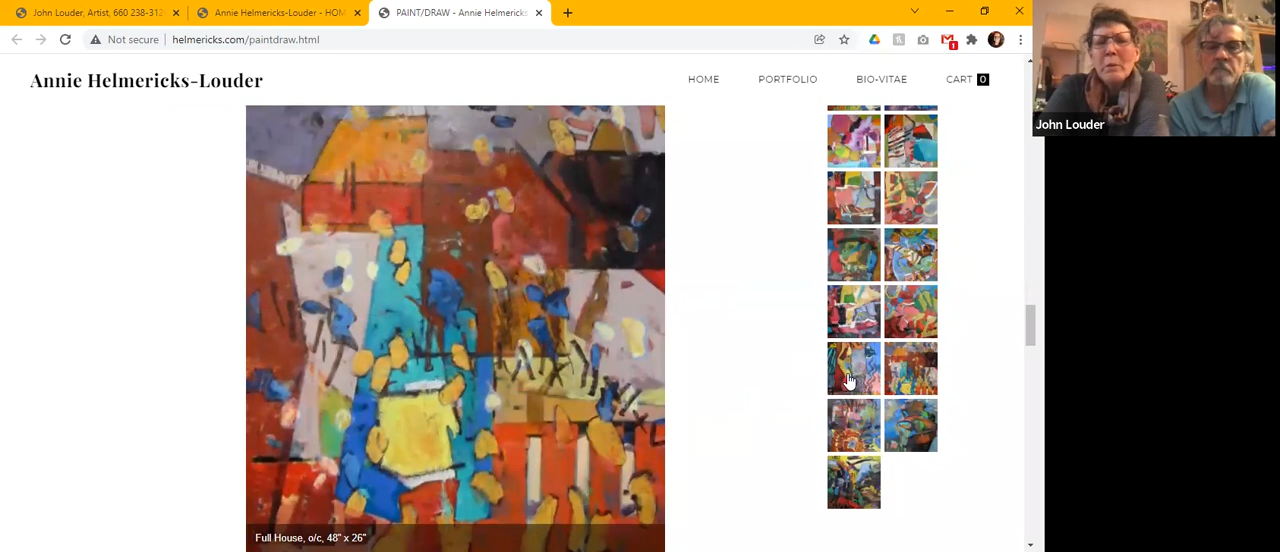 John Louder, Artist, 660 238-312
Annie Helmericks-Louder - HOM
PAINT/DRAW - Annie Helmericks
Not secure
helmericks.com/paintdraw.html
1
Annie Helmericks-Louder
HOME
PORTFOLIO
BIO-VITAE
CART 0
John Louder
Full House, o/c, 48" x 26"